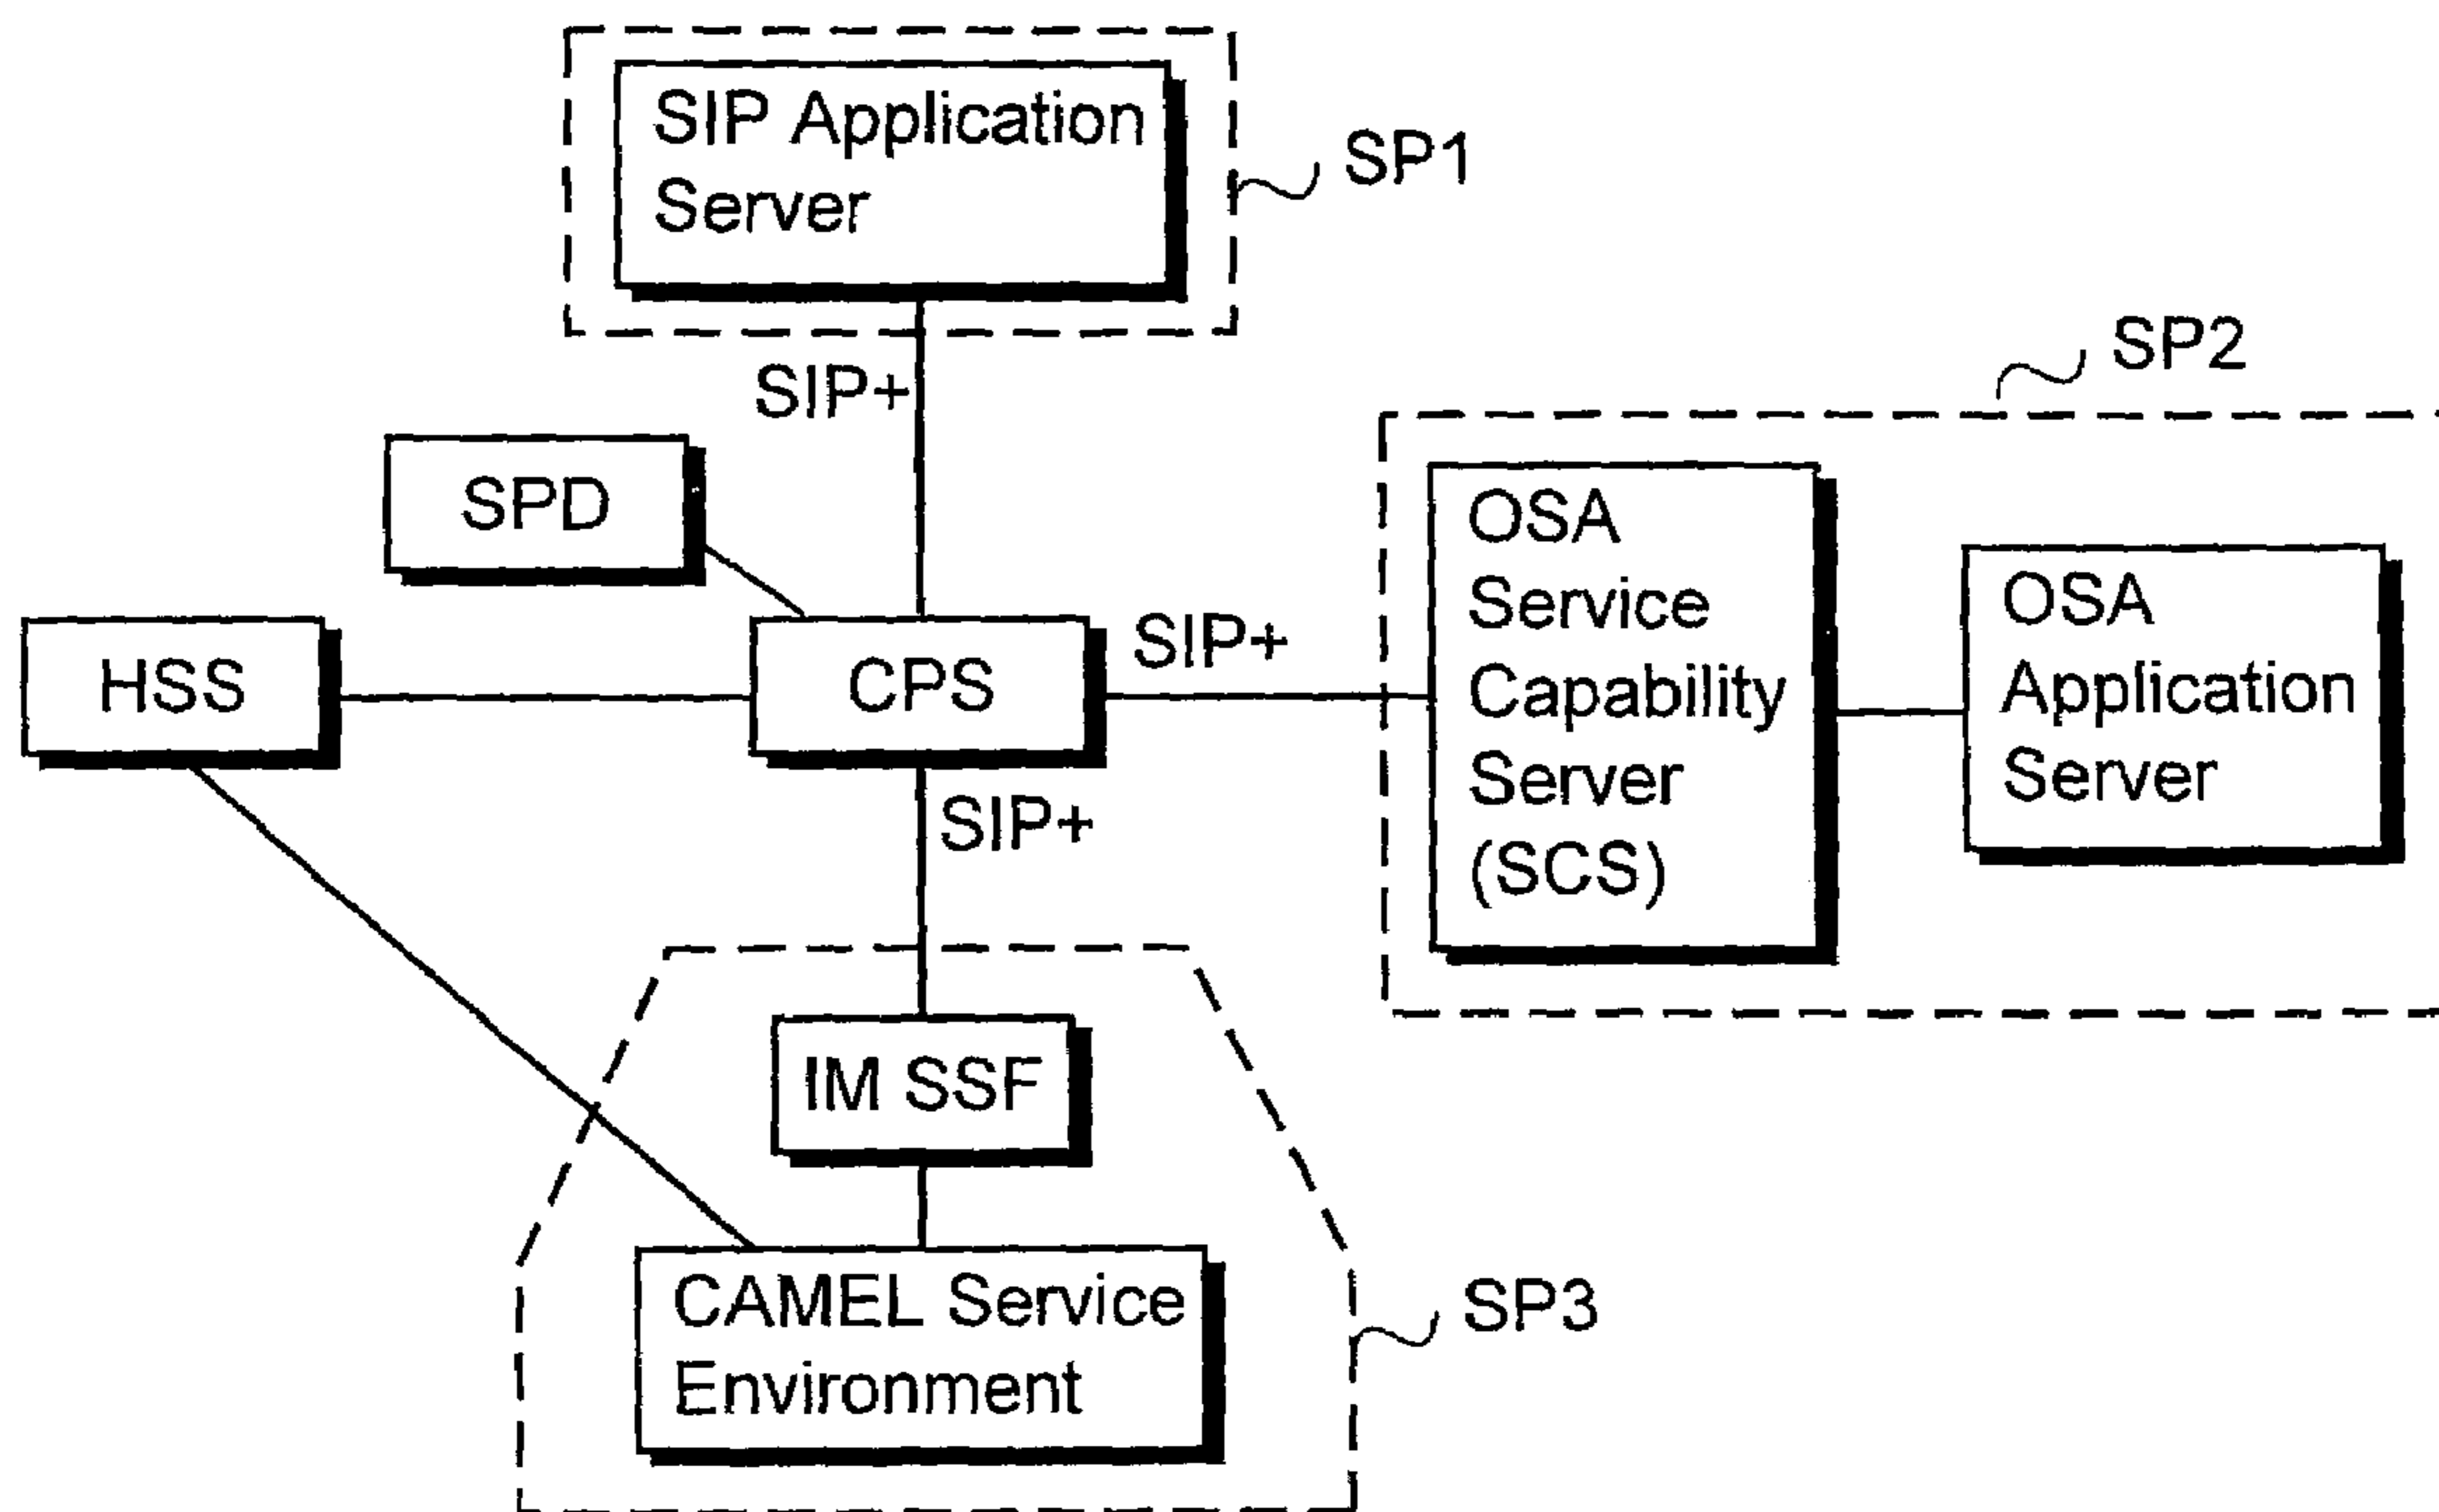 SIP Application
Server
SP1
SIP+
SP2
SPD
OSA
Service
Capability
Server
(SCS)
OSA
Application
Server
HSS
CPS
SIP+
SIP+
IM SSF
CAMEL Service
Environment
SP3